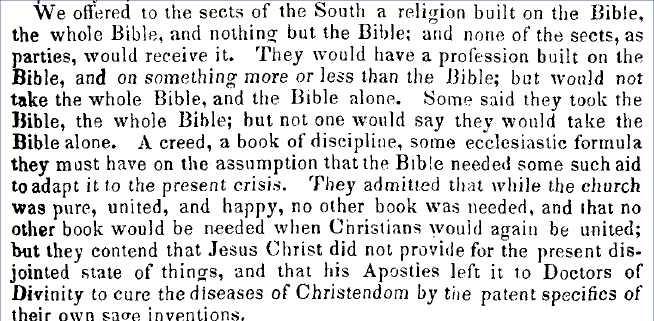 We offered to the sects of the South a religion built on the Bible,
the whole Bible, and nothing but the Bible; and none of the sects, as
parties, would receive it. They would have a profession built on the
Bible, and on something more or less than the Bible; but would not
take the whole Bible, and the Bible alone. Some said they took the
Bible, the whole Bible; but not one would say they would take the
Bible alone. A creed, a book of discipline, some ecclesiastic formula
they must have on the assumption that the Bible needed some such aid
to adapt it to the present crisis. They admitted that while the church
was pure, united, and happy, no other book was needed, and that no
other book would be needed when Christians would again be united;
but they contend that Jesus Christ did not provide for the present dis-
jointed state of things, and that his Apostles left it to Doctors of
Divinity to cure the diseases of Christendom by the patent specifics of
their own sage inventions.